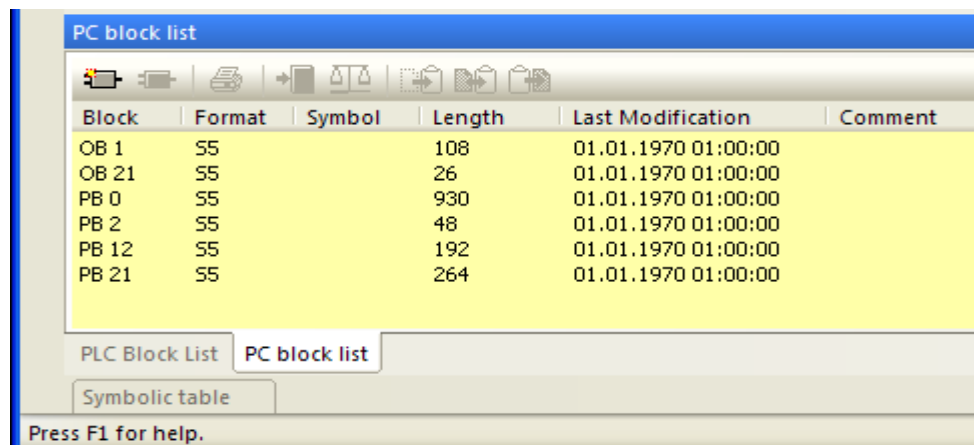 PC block list
Block Format Symbol Length Last Modification Comment
OB 1 S5 108 01.01.1970 01:00:00
OB 21 S5 26 01.01.1970 01:00:00
PB 0 S5 930 01.01.1970 01:00:00
PB 2 S5 48 01.01.1970 01:00:00
PB 12 S5 192 01.01.1970 01:00:00
PB 21 S5 264 01.01.1970 01:00:00
PLC Block List PC block list
Symbolic table
Press F1 for help.